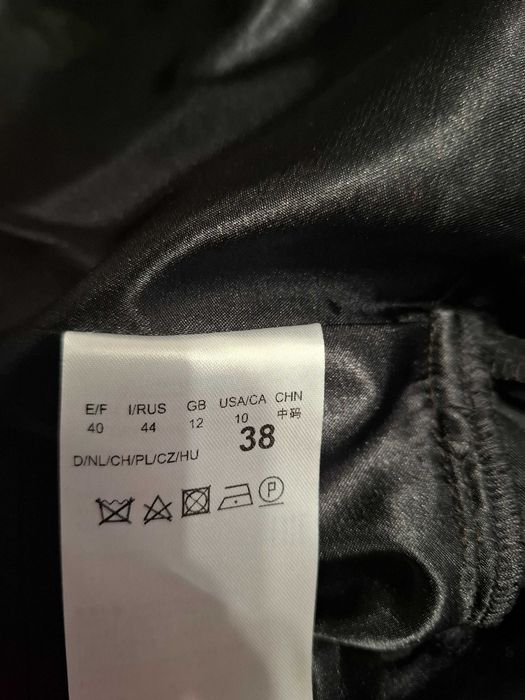 E/F I/RUS GB USA/CA CHN
40 44 12 10 中码
38
D/NL/CH/PL/CZ/HU
P